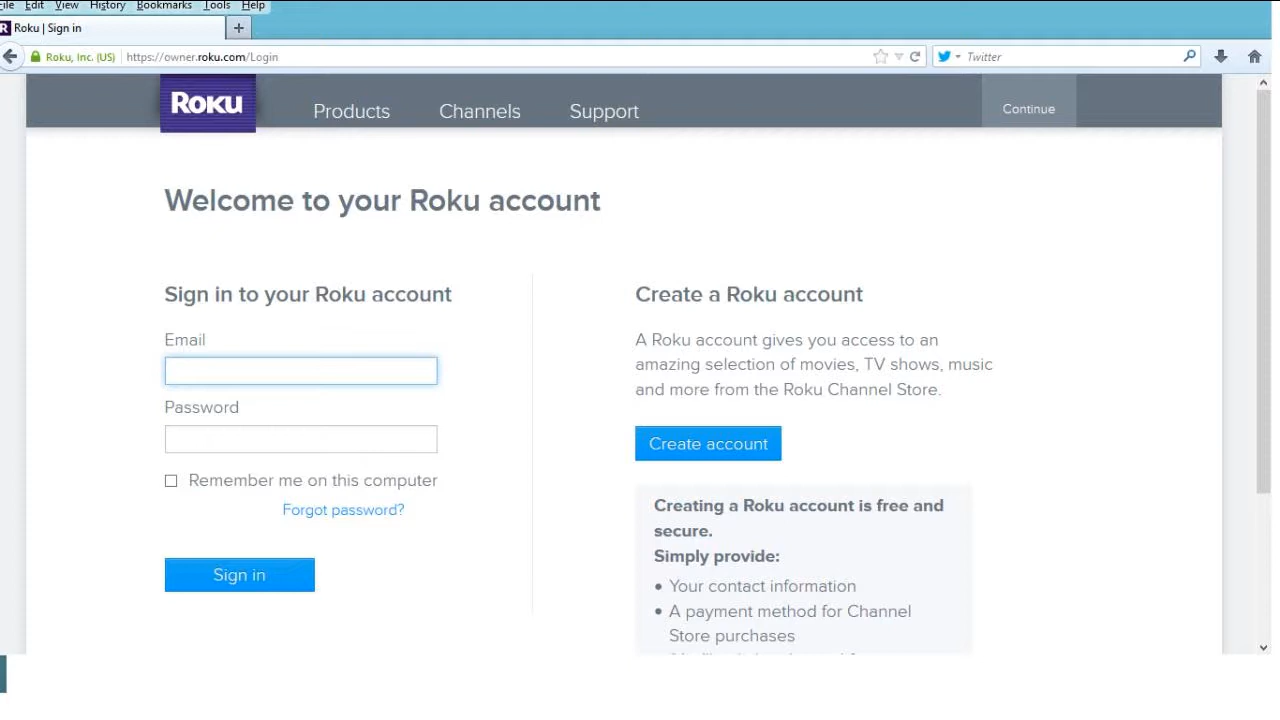 File Edit View History Bookmarks Tools Help
Roku | Sign in
Roku, Inc. (US) https://owner.roku.com/Login
Twitter
Roku Products Channels Support Continue
Welcome to your Roku account
Sign in to your Roku account
Email
Password
Remember me on this computer
Forgot password?
Sign in
Create a Roku account
A Roku account gives you access to an
amazing selection of movies, TV shows, music
and more from the Roku Channel Store.
Create account
Creating a Roku account is free and
secure.
Simply provide:
• Your contact information
• A payment method for Channel
Store purchases